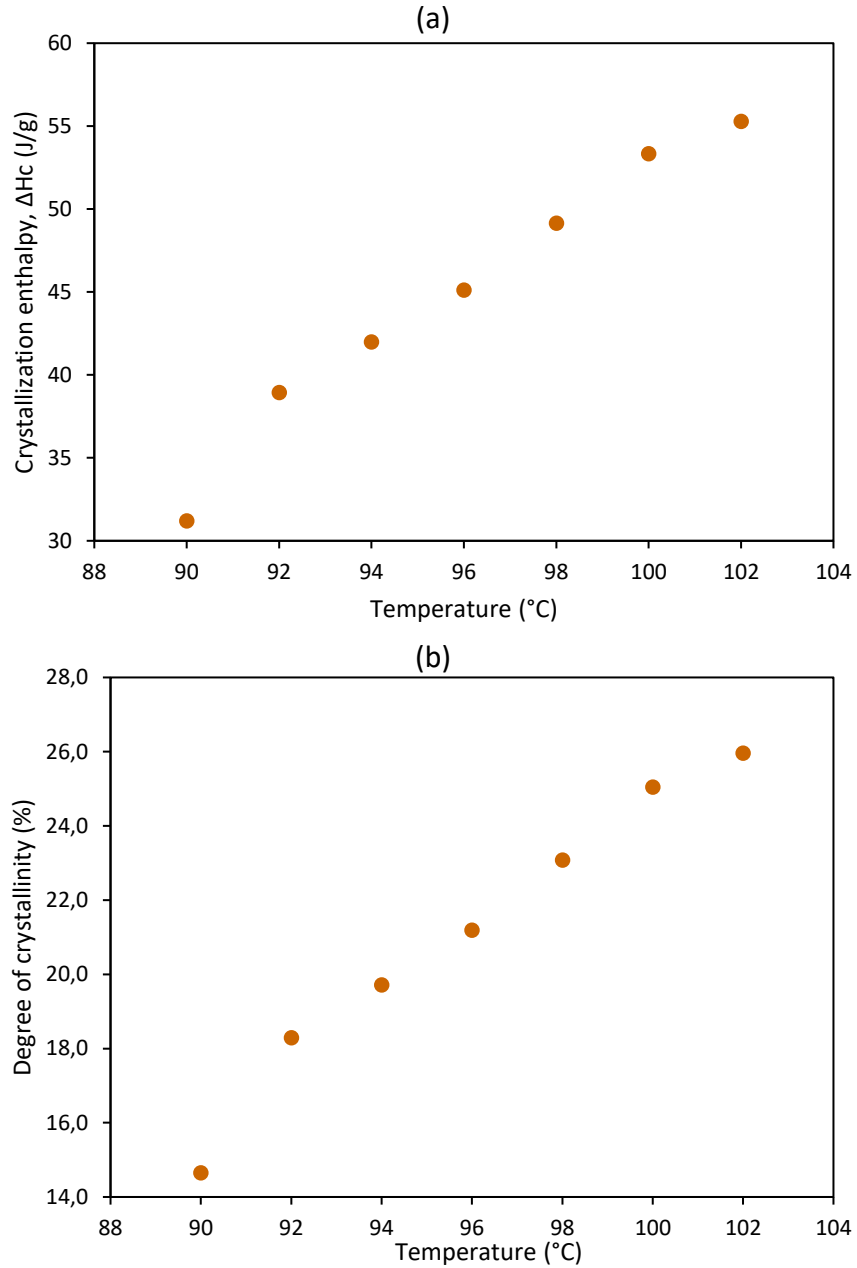 (a)
60
55
50
45
40
35
30
Crystallization enthalpy, ΔHc (J/g)
88 90 92 94 96 98 100 102 104
Temperature (°C)
(b)
28,0
26,0
24,0
22,0
20,0
18,0
16,0
14,0
Degree of crystallinity (%)
88 90 92 94 96 98 100 102 104
Temperature (°C)